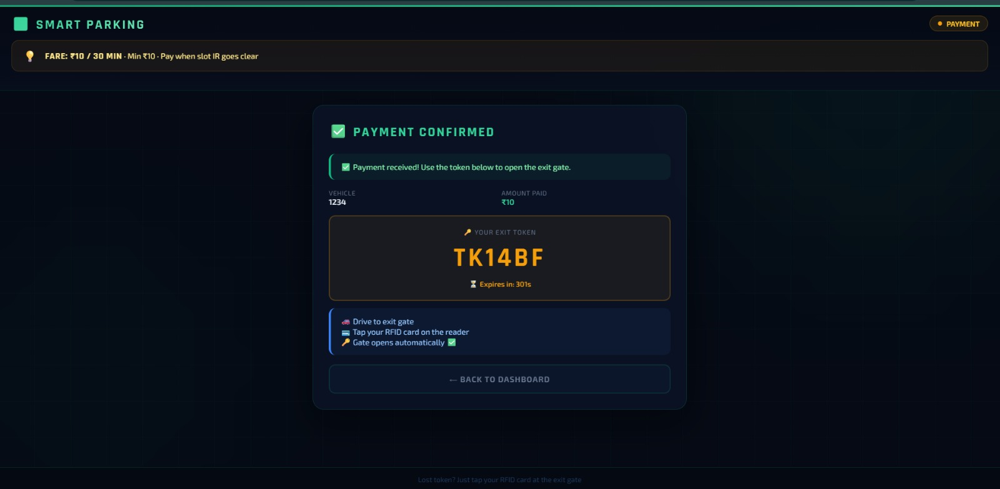 SMART PARKING
PAYMENT
FARE: ₹10 / 30 MIN · Min ₹10 · Pay when slot IR goes clear
PAYMENT CONFIRMED
Payment received! Use the token below to open the exit gate.
VEHICLE
1234
AMOUNT PAID
₹10
YOUR EXIT TOKEN
TK14BF
Expires in: 301s
Drive to exit gate
Tap your RFID card on the reader
Gate opens automatically
← BACK TO DASHBOARD
Lost token? Just tap your RFID card at the exit gate